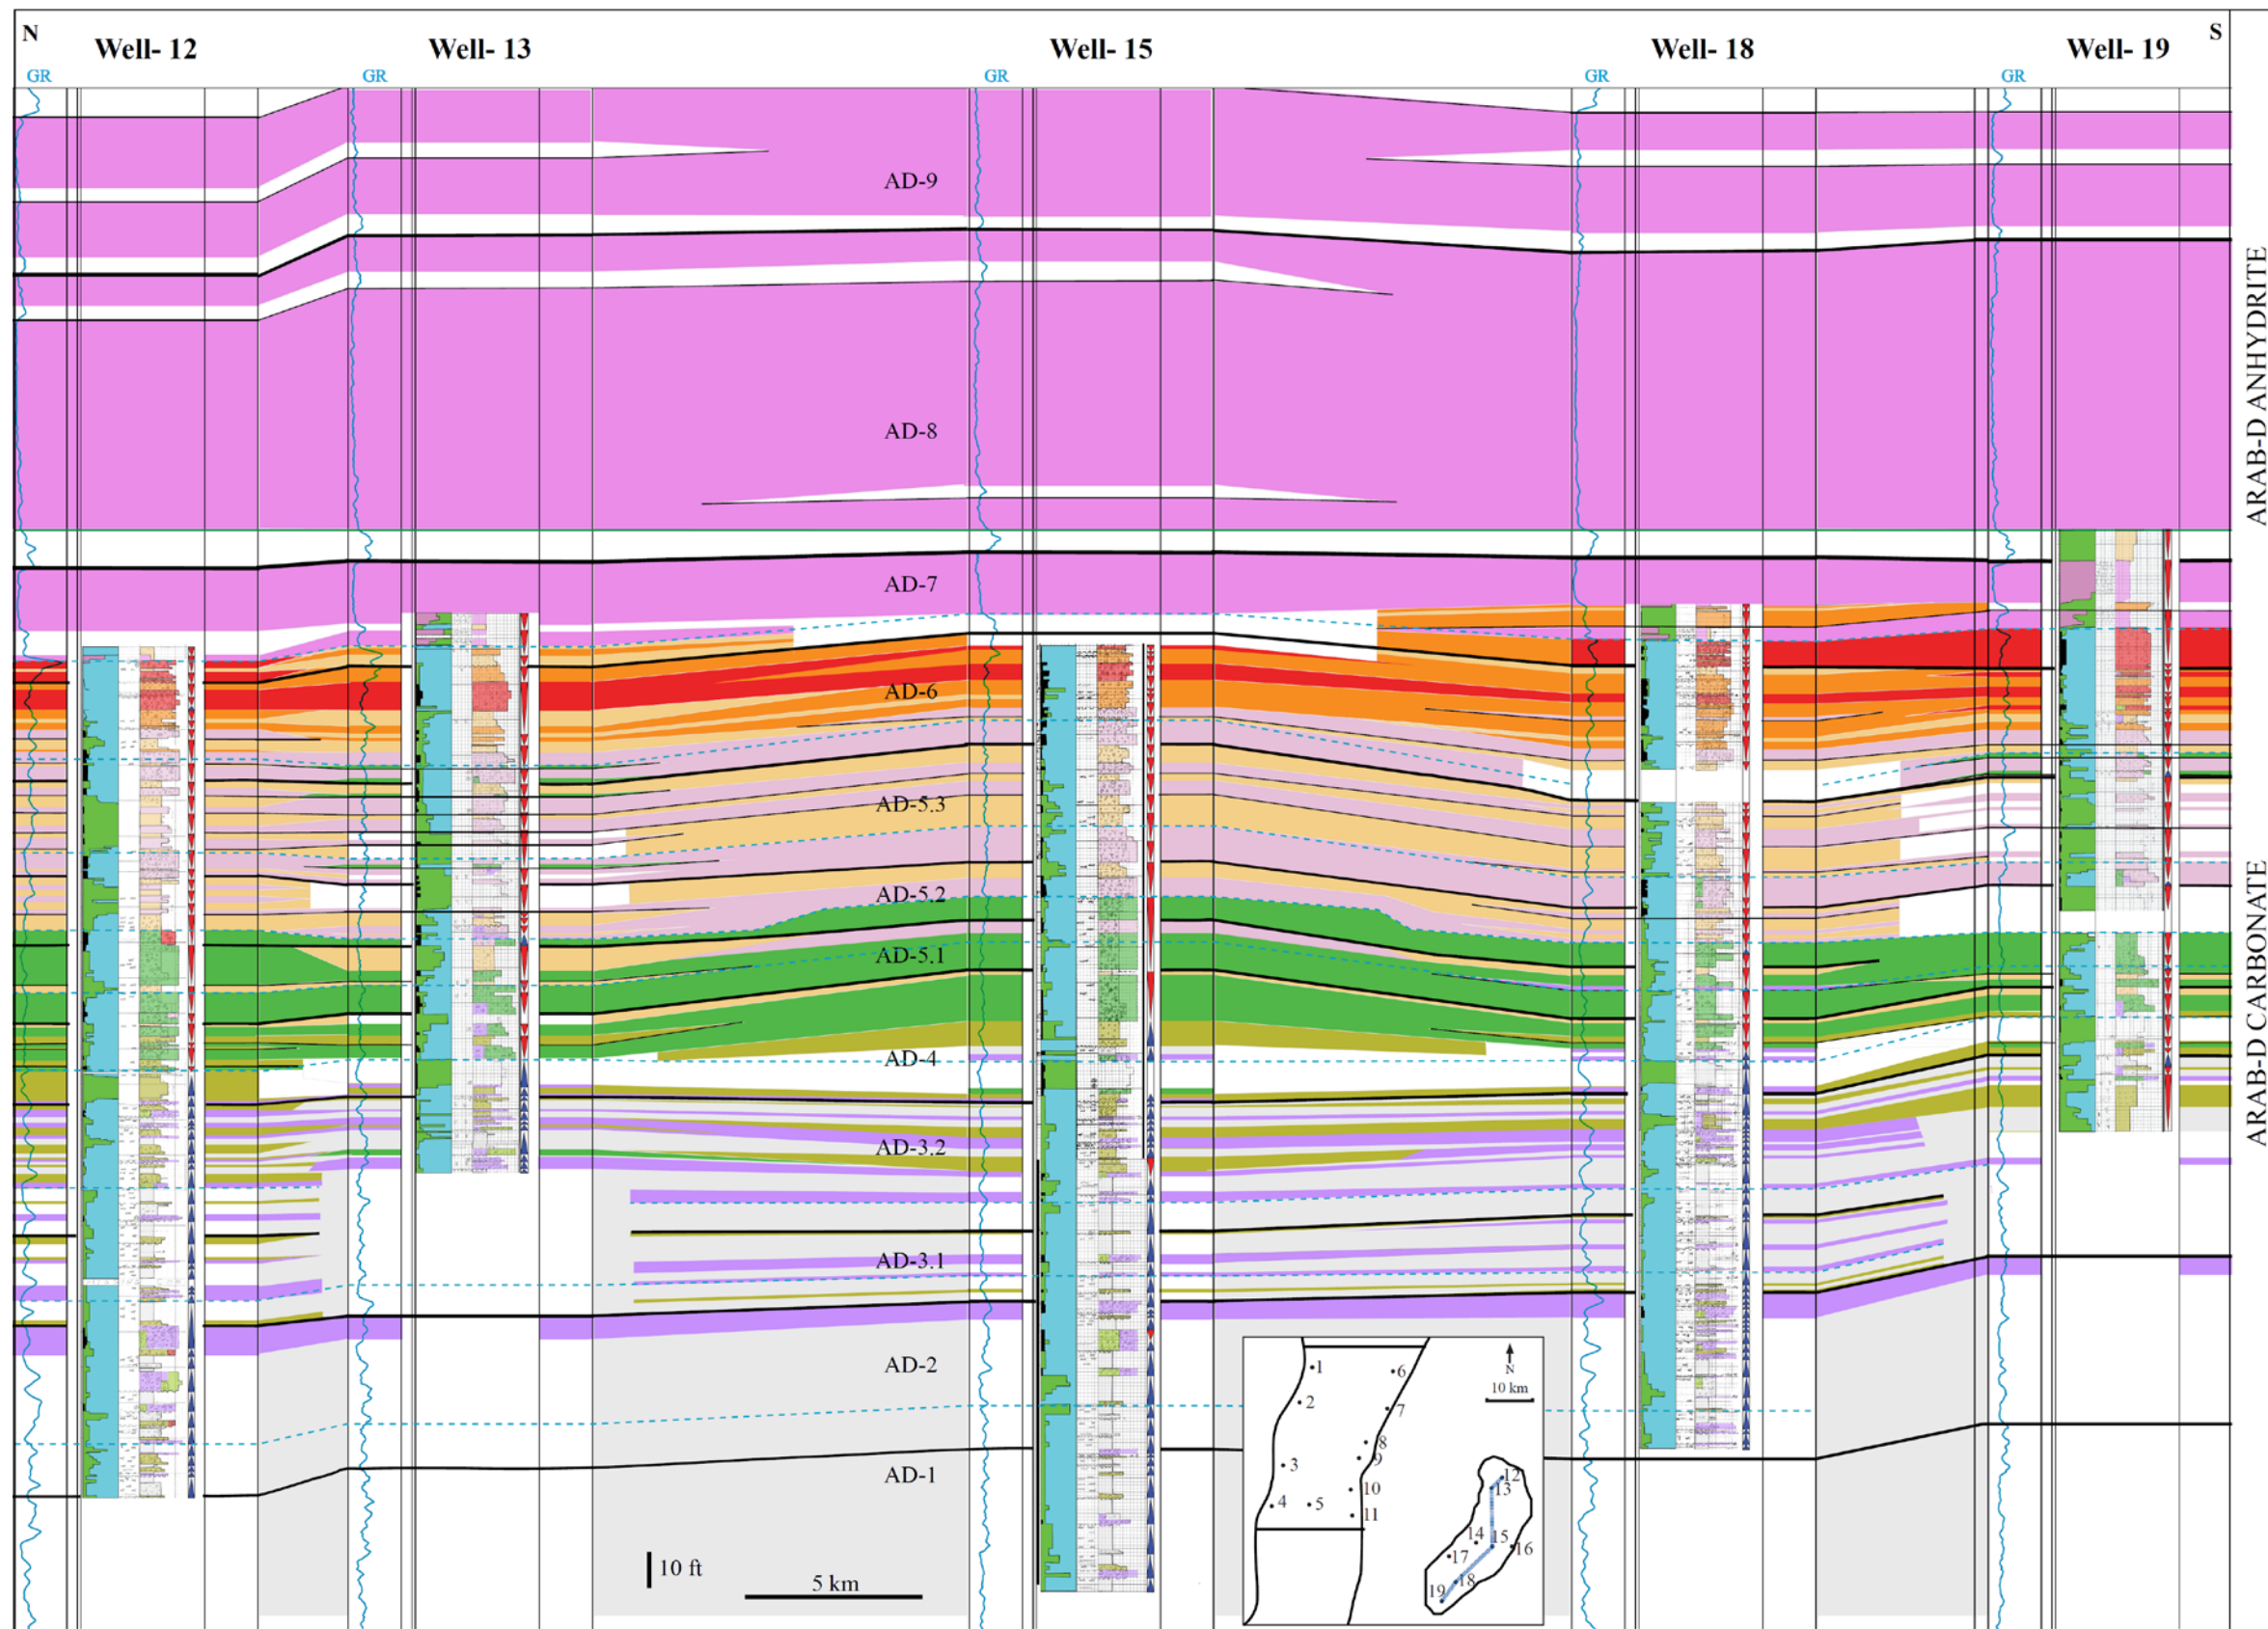 N
S
Well- 12
Well- 13
Well- 15
Well- 18
Well- 19
GR
GR
GR
GR
GR
AD-9
AD-8
AD-7
AD-6
AD-5.3
AD-5.2
AD-5.1
AD-4
AD-3.2
AD-3.1
AD-2
AD-1
ARAB-D ANHYDRITE
ARAB-D CARBONATE
10 ft
5 km
N
10 km
1
6
2
7
8
9
3
10
4
5
11
12
13
14
15
16
17
18
19